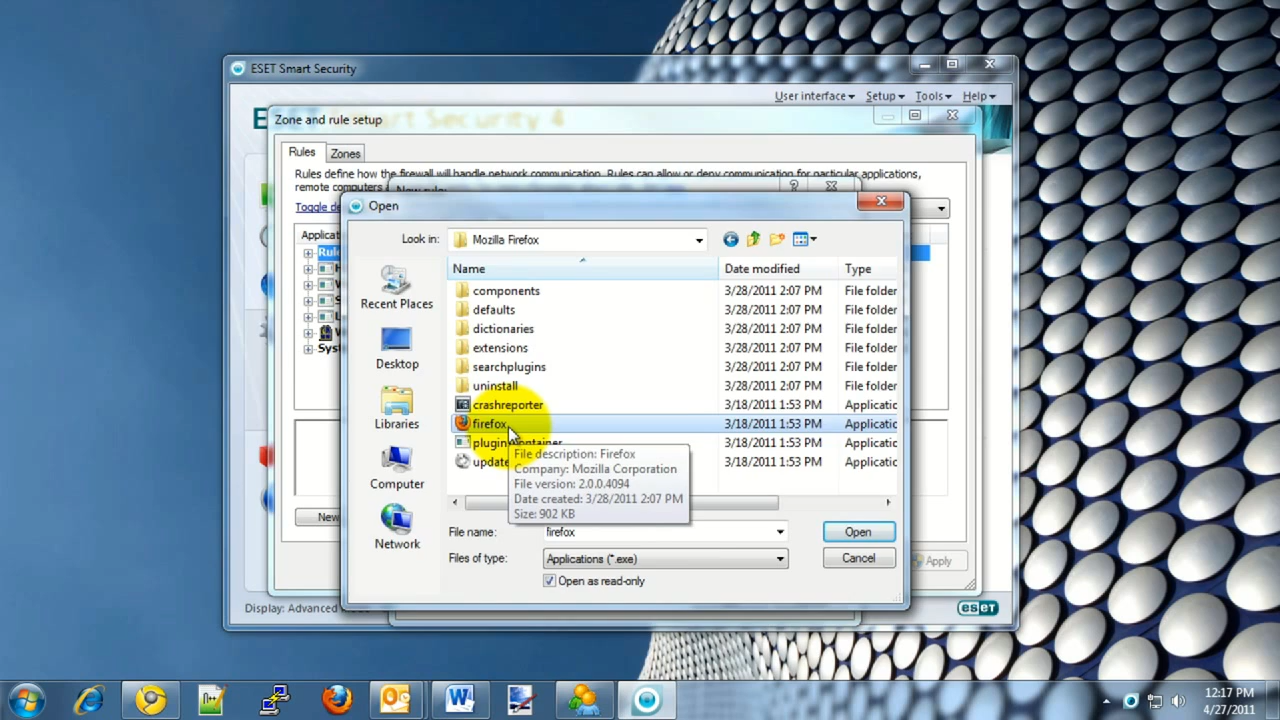 ESET Smart Security
User interface Setup Tools Help
Zone and rule setup
Rules Zones
Rules define how the firewall will handle network communication. Rules can allow or deny communication for particular applications,
remote computers
Toggle
Open
Look in: Mozilla Firefox
Name Date modified Type
components 3/28/2011 2:07 PM File folder
defaults 3/28/2011 2:07 PM File folder
dictionaries 3/28/2011 2:07 PM File folder
extensions 3/28/2011 2:07 PM File folder
searchplugins 3/28/2011 2:07 PM File folder
uninstall 3/28/2011 2:07 PM File folder
crashreporter 3/18/2011 1:53 PM Applicatio
firefox 3/18/2011 1:53 PM Applicatio
3/18/2011 1:53 PM Applicatio
3/18/2011 1:53 PM Applicatio
Recent Places
Desktop
Libraries
Computer
Network
File description: Firefox
Company: Mozilla Corporation
File version: 2.0.0.4094
Date created: 3/28/2011 2:07 PM
Size: 902 KB
File name: firefox Open
Files of type: Applications (*.exe) Cancel
Open as read-only
New
Apply
Display: Advanced
eset
12:17 PM
4/27/2011